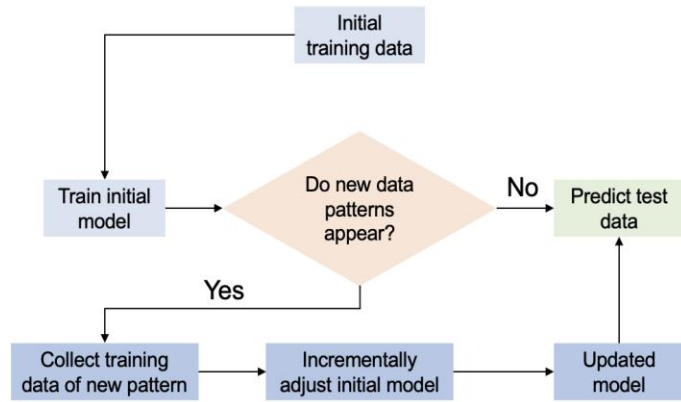 Initial
training data
Train initial
model
Do new data
patterns
appear?
No
Predict test
data
Yes
Collect training
data of new pattern
Incrementally
adjust initial model
Updated
model